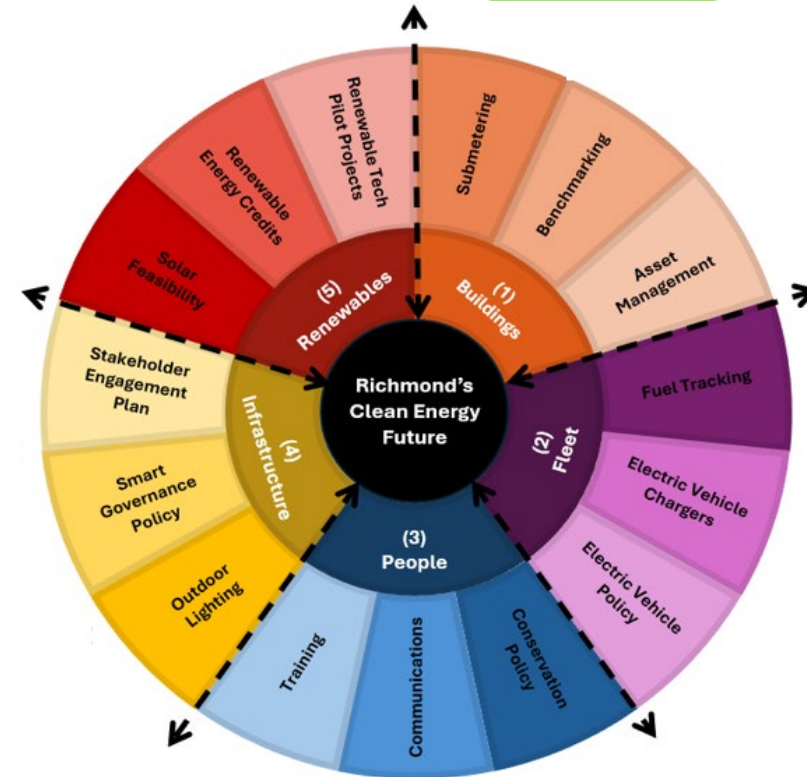 Richmond's
Clean Energy
Future
(1)
Buildings
Submetering
Benchmarking
Asset
Management
(2)
Fleet
Fuel Tracking
Electric Vehicle
Chargers
Electric Vehicle
Policy
(3)
People
Conservation
Policy
Communications
Training
(4)
Infrastructure
Outdoor
Lighting
Smart
Governance
Policy
Stakeholder
Engagement
Plan
(5)
Renewables
Solar
Feasibility
Renewable
Energy Credits
Renewable Tech
Pilot Projects